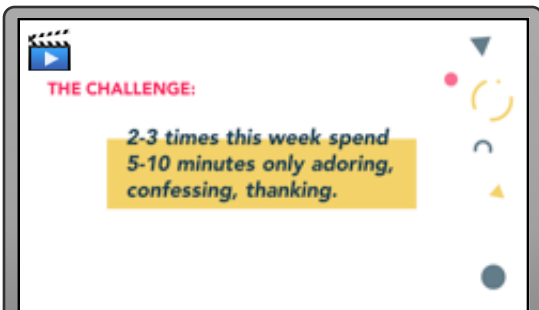 THE CHALLENGE:
2-3 times this week spend
5-10 minutes only adoring,
confessing, thanking.